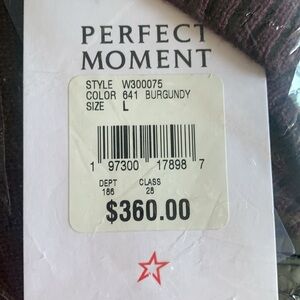 PERFECT
MOMENT
STYLE W300075
COLOR 641 BURGUNDY
SIZE L
1 97300 17898 7
DEPT CLASS
186 28
$360.00